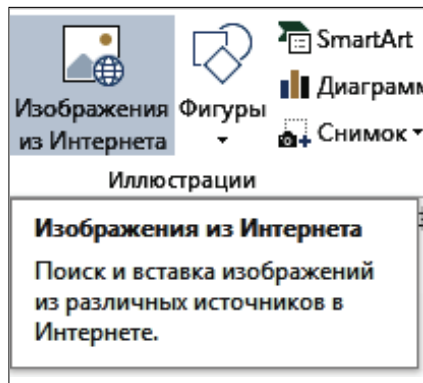 Изображения
из Интернета
Фигуры
SmartArt
Диаграмм
Снимок
Иллюстрации
Изображения из Интернета
Поиск и вставка изображений
из различных источников в
Интернете.